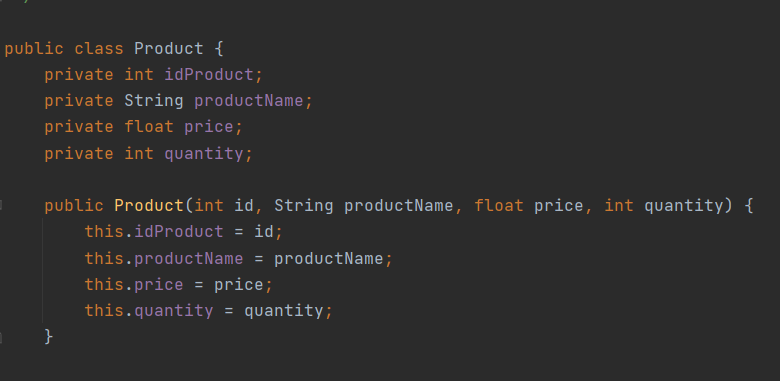 public class Product {
    private int idProduct;
    private String productName;
    private float price;
    private int quantity;
    public Product(int id, String productName, float price, int quantity) {
        this.idProduct = id;
        this.productName = productName;
        this.price = price;
        this.quantity = quantity;
    }